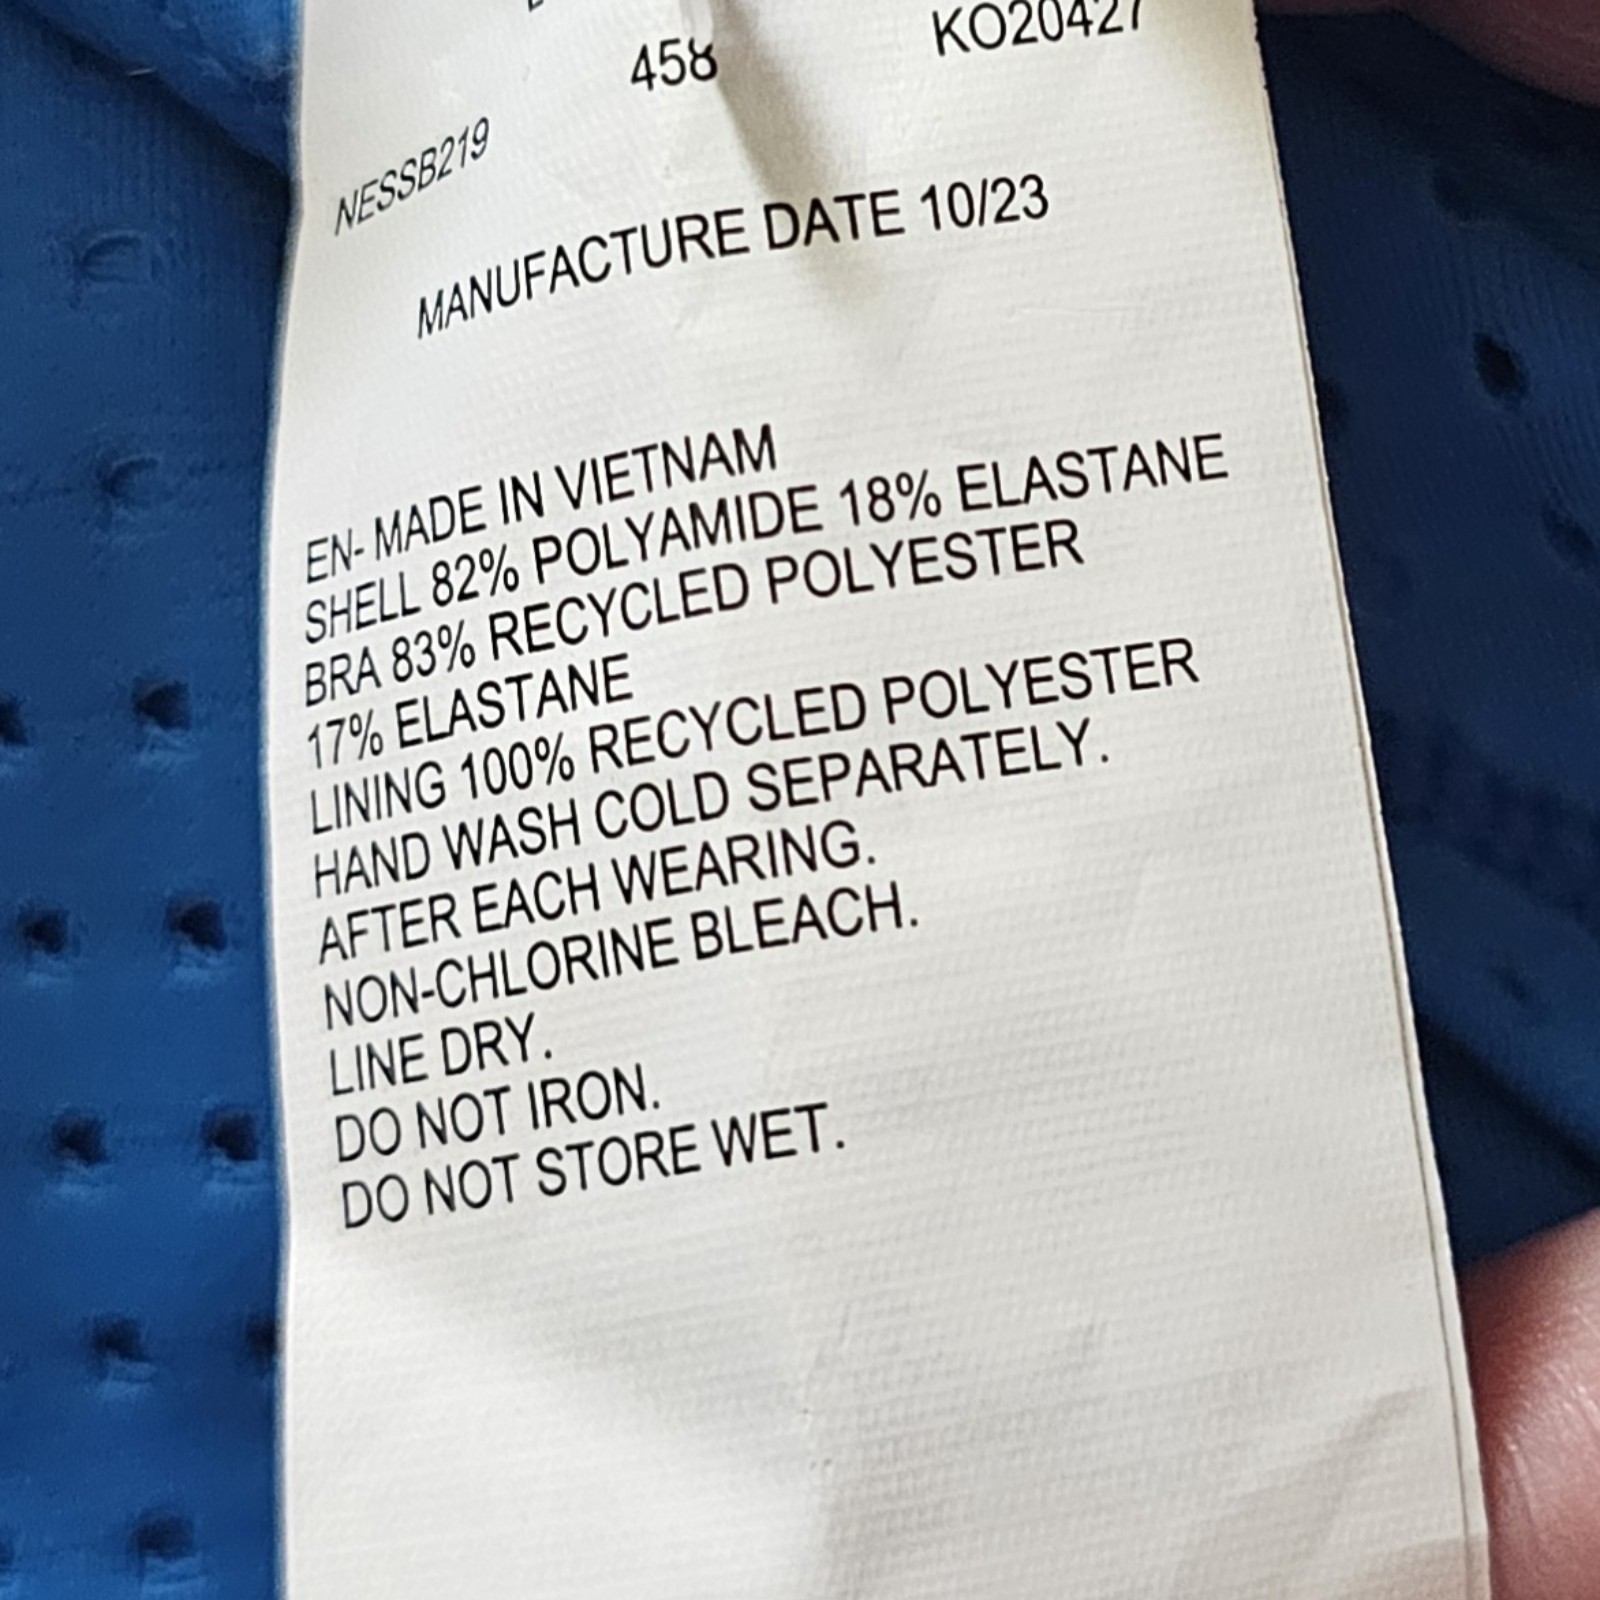 458
KO20427
NESSB219
MANUFACTURE DATE 10/23
EN- MADE IN VIETNAM
SHELL 82% POLYAMIDE 18% ELASTANE
BRA 83% RECYCLED POLYESTER
17% ELASTANE
LINING 100% RECYCLED POLYESTER
HAND WASH COLD SEPARATELY.
AFTER EACH WEARING.
NON-CHLORINE BLEACH.
LINE DRY.
DO NOT IRON.
DO NOT STORE WET.